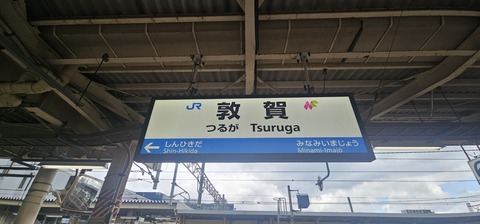 JR 敦賀
つるが Tsuruga
← しんひきだ みなみいまじょう
Shin-Hikida Minami-Imajō